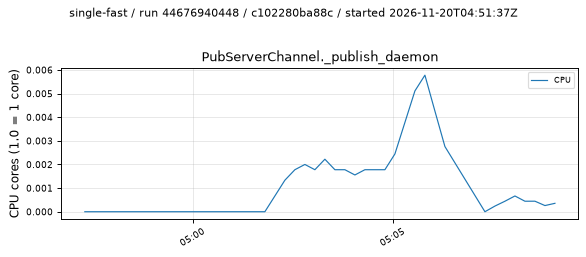 single-fast / run 44676940448 / c102280ba88c / started 2026-11-20T04:51:37Z
PubServerChannel._publish_daemon
CPU cores (1.0 = 1 core)
0.006
0.005
0.004
0.003
0.002
0.001
0.000
CPU
05:00
05:05